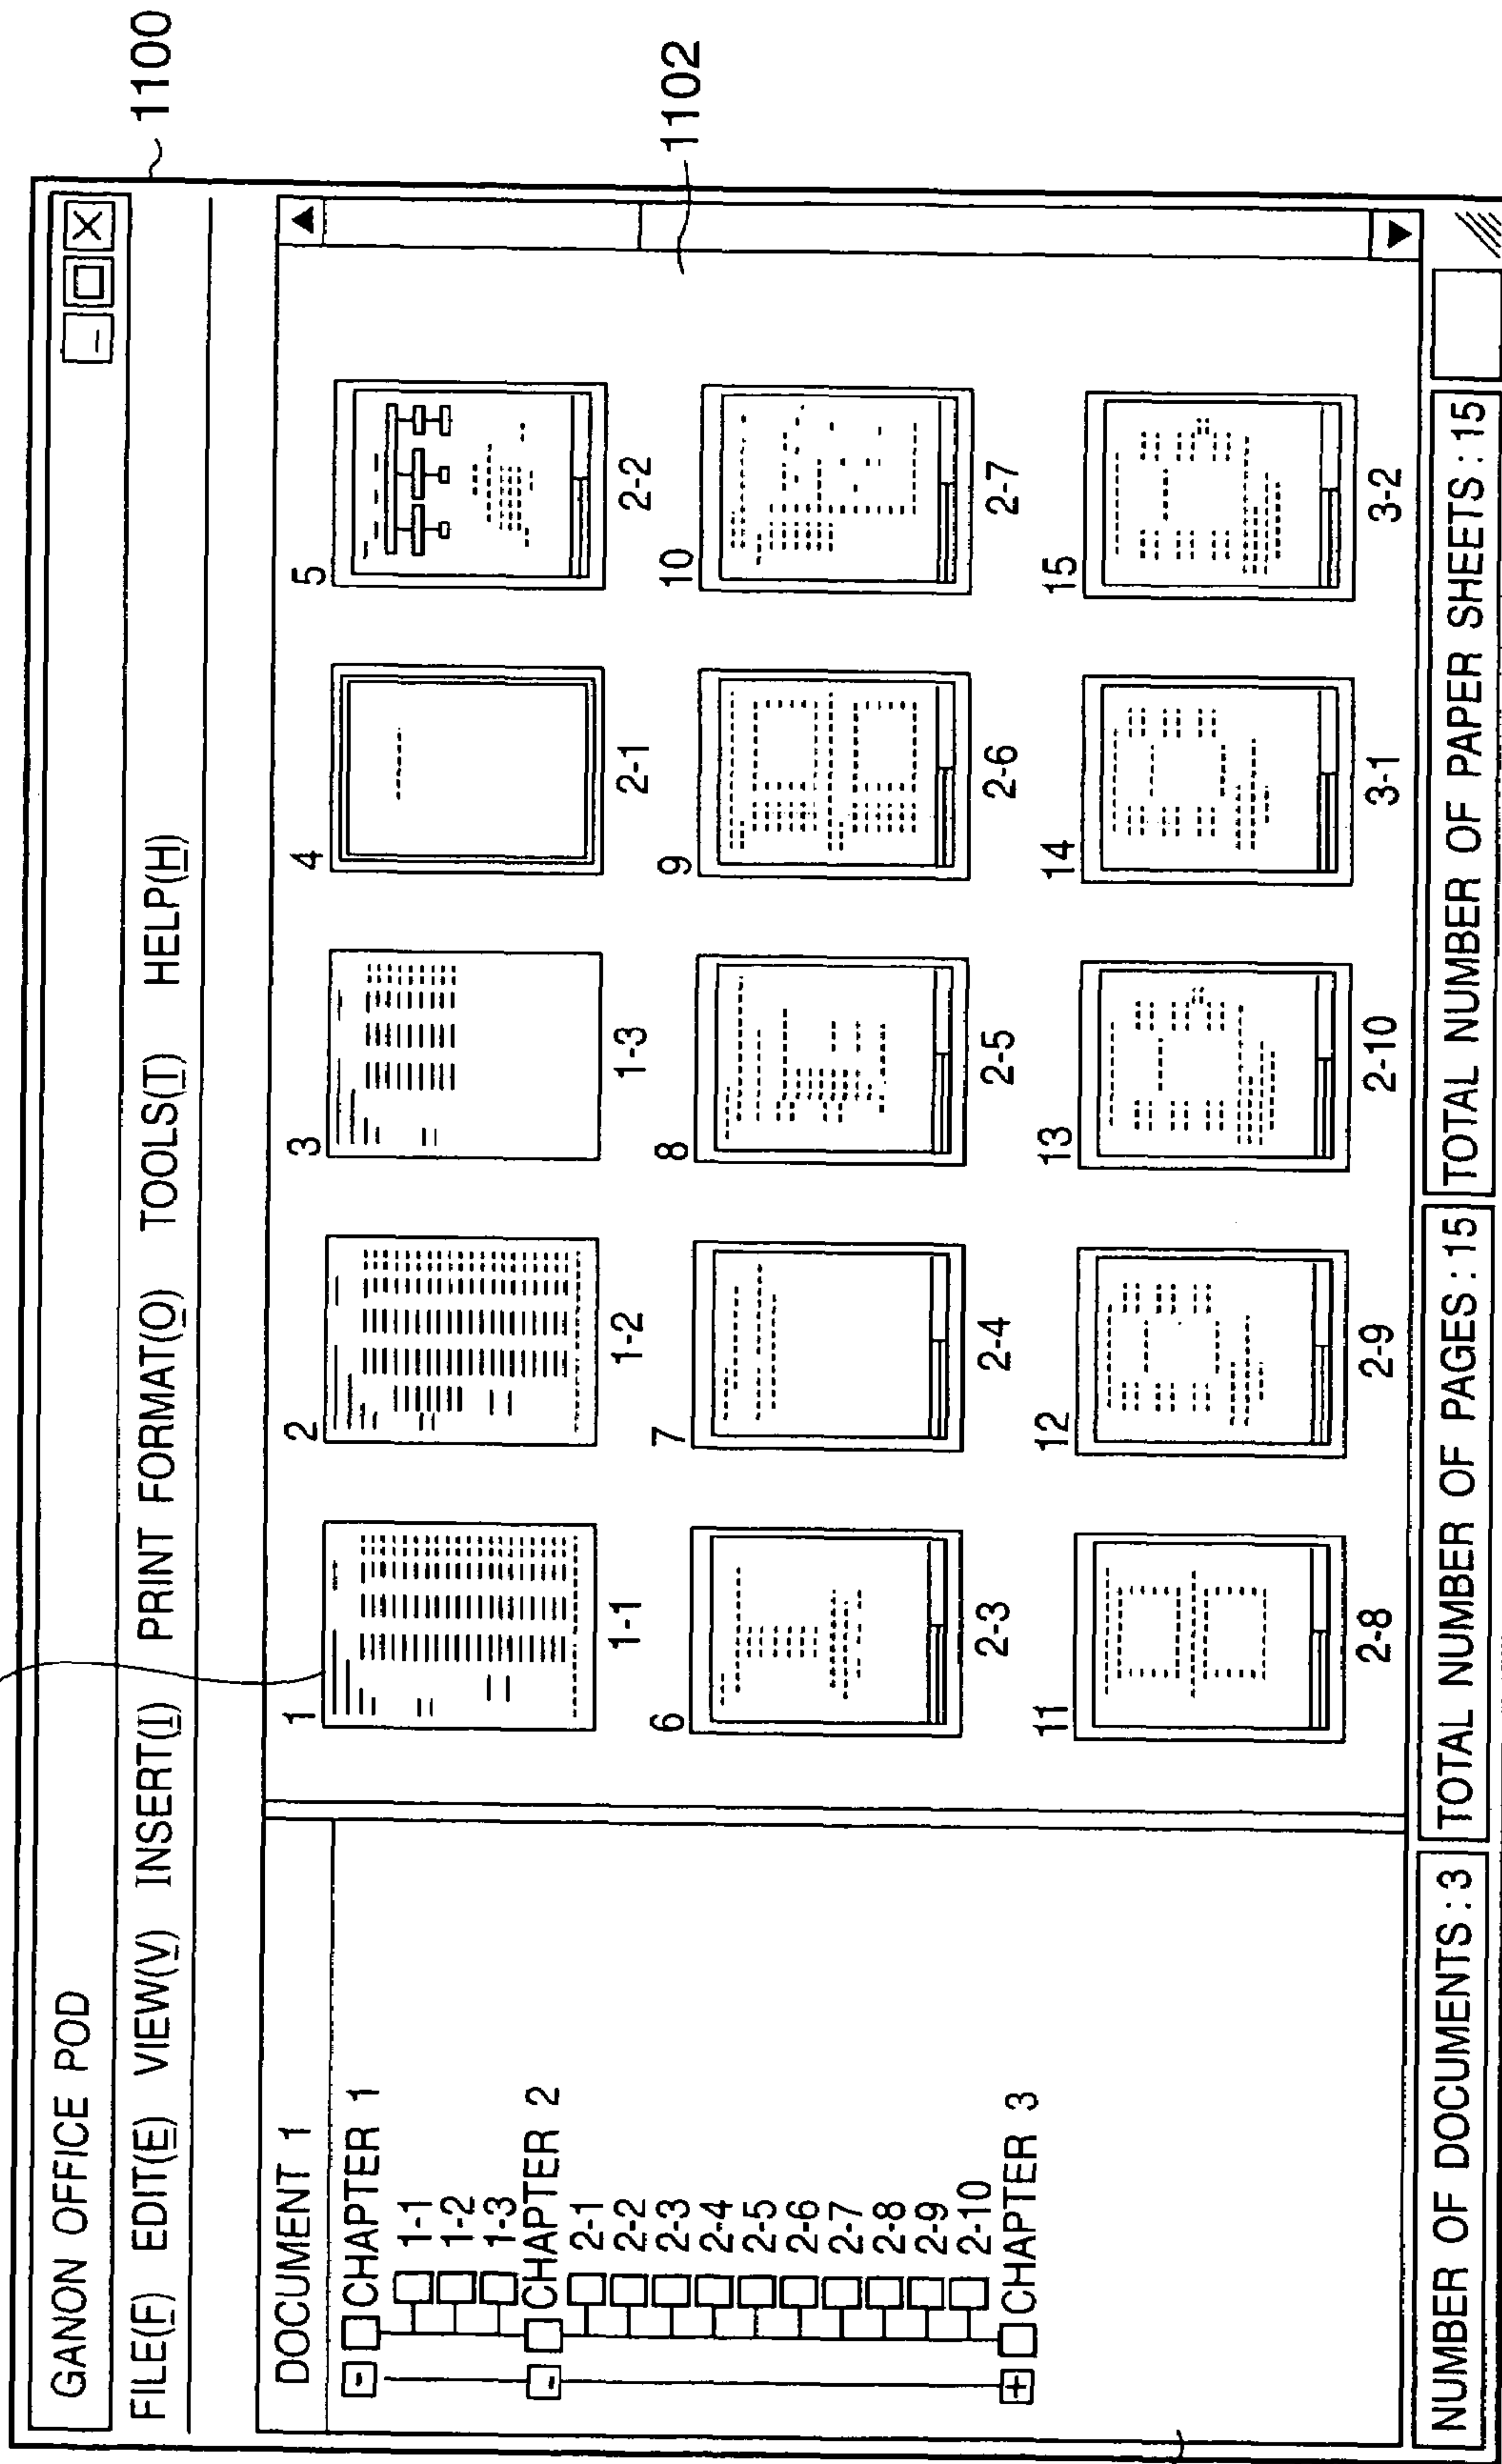 GANON OFFICE POD
1100
FILE(F) EDIT(E) VIEW(V) INSERT(I) PRINT FORMAT(O) TOOLS(T) HELP(H)
DOCUMENT 1
CHAPTER 1
1-1
1-2
1-3
CHAPTER 2
2-1
2-2
2-3
2-4
2-5
2-6
2-7
2-8
2-9
2-10
CHAPTER 3
1 2 3 4 5
1-1 1-2 1-3 2-1 2-2
1102
6 7 8 9 10
2-3 2-4 2-5 2-6 2-7
11 12 13 14 15
2-8 2-9 2-10 3-1 3-2
NUMBER OF DOCUMENTS : 3 TOTAL NUMBER OF PAGES : 15 TOTAL NUMBER OF PAPER SHEETS : 15